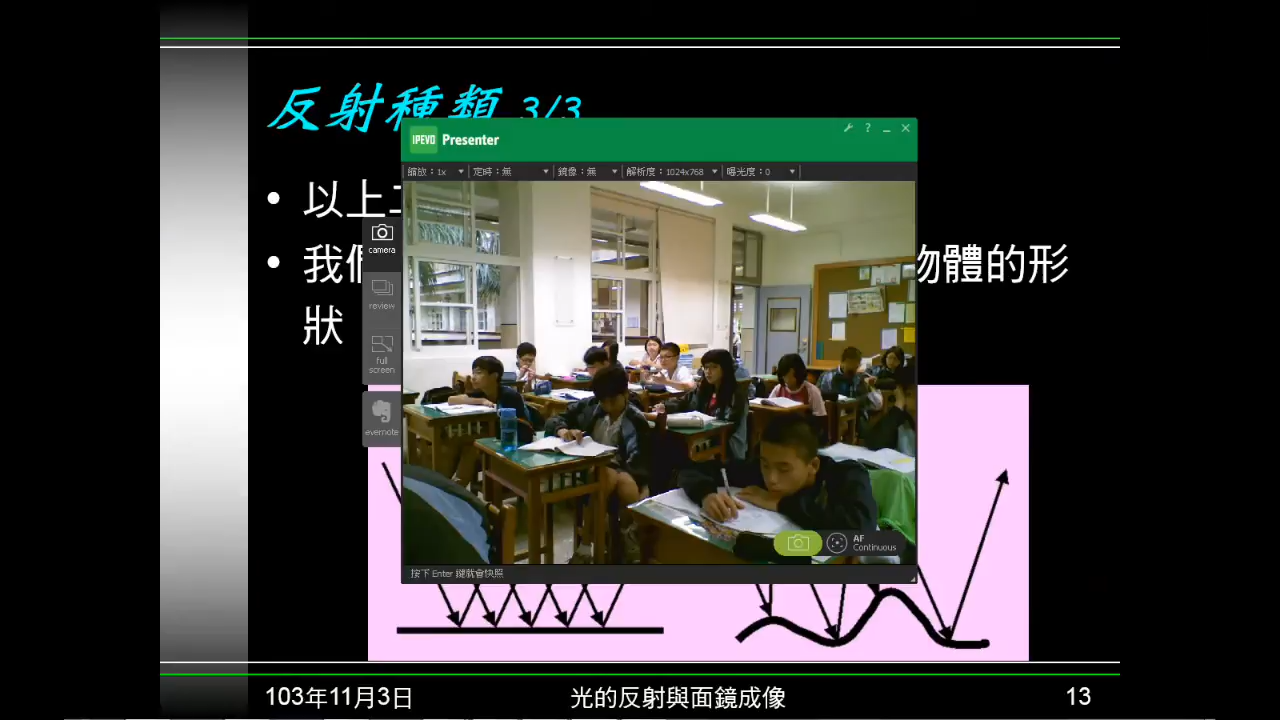 反射種類 3/3
IPEVO Presenter
縮放：1x 定時：無 鏡像：無 解析度：1024x768 曝光度：0
• 以上
• 我們 物體的形
狀
camera
review
full
screen
evernote
AF
Continuous
按下 Enter 鍵就會快照
103年11月3日 光的反射與面鏡成像 13